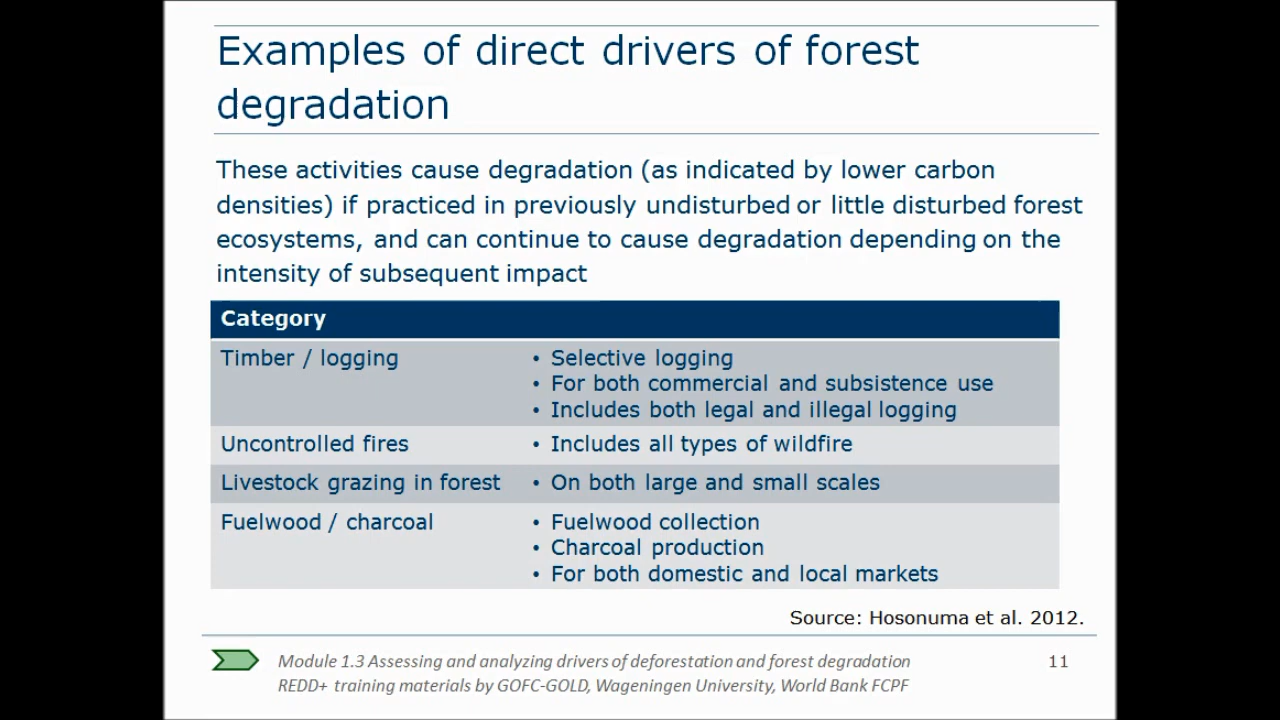 Examples of direct drivers of forest
degradation
These activities cause degradation (as indicated by lower carbon
densities) if practiced in previously undisturbed or little disturbed forest
ecosystems, and can continue to cause degradation depending on the
intensity of subsequent impact
Category
Timber / logging
• Selective logging
• For both commercial and subsistence use
• Includes both legal and illegal logging
Uncontrolled fires
• Includes all types of wildfire
Livestock grazing in forest
• On both large and small scales
Fuelwood / charcoal
• Fuelwood collection
• Charcoal production
• For both domestic and local markets
Source: Hosonuma et al. 2012.
Module 1.3 Assessing and analyzing drivers of deforestation and forest degradation
REDD+ training materials by GOFC-GOLD, Wageningen University, World Bank FCPF
11